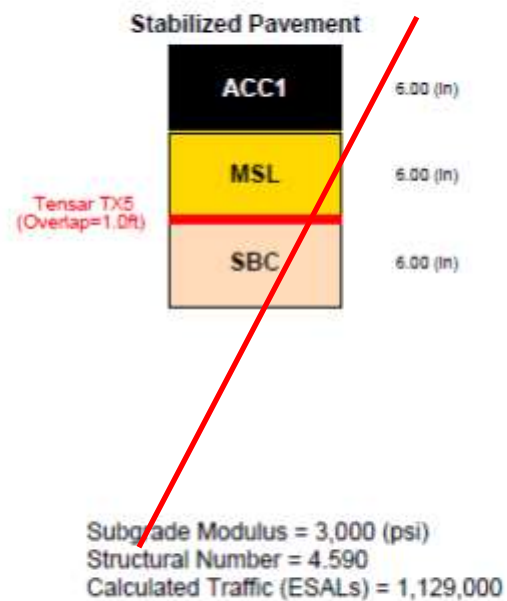 Stabilized Pavement
ACC1
6.00 (in)
MSL
6.00 (in)
Tensar TX5
(Overlap=1.0ft)
SBC
6.00 (in)
Subgrade Modulus = 3,000 (psi)
Structural Number = 4.590
Calculated Traffic (ESALs) = 1,129,000